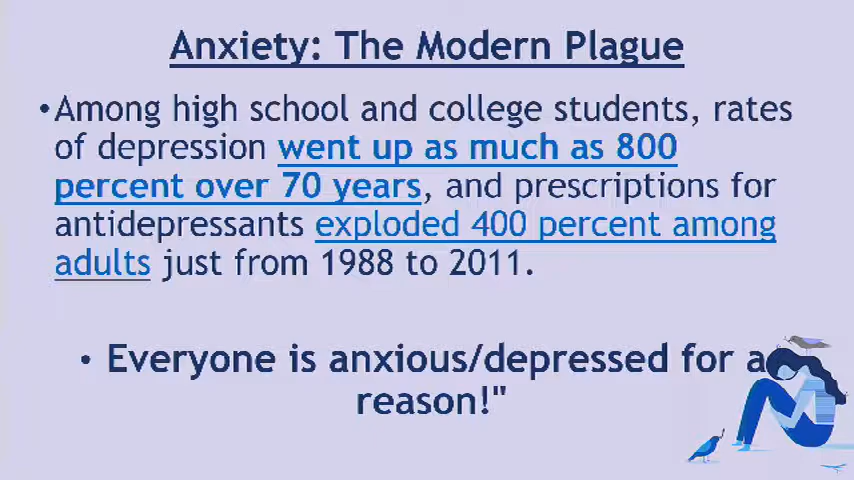 Anxiety: The Modern Plague
•Among high school and college students, rates
of depression went up as much as 800
percent over 70 years, and prescriptions for
antidepressants exploded 400 percent among
adults just from 1988 to 2011.
• Everyone is anxious/depressed for a
reason!"